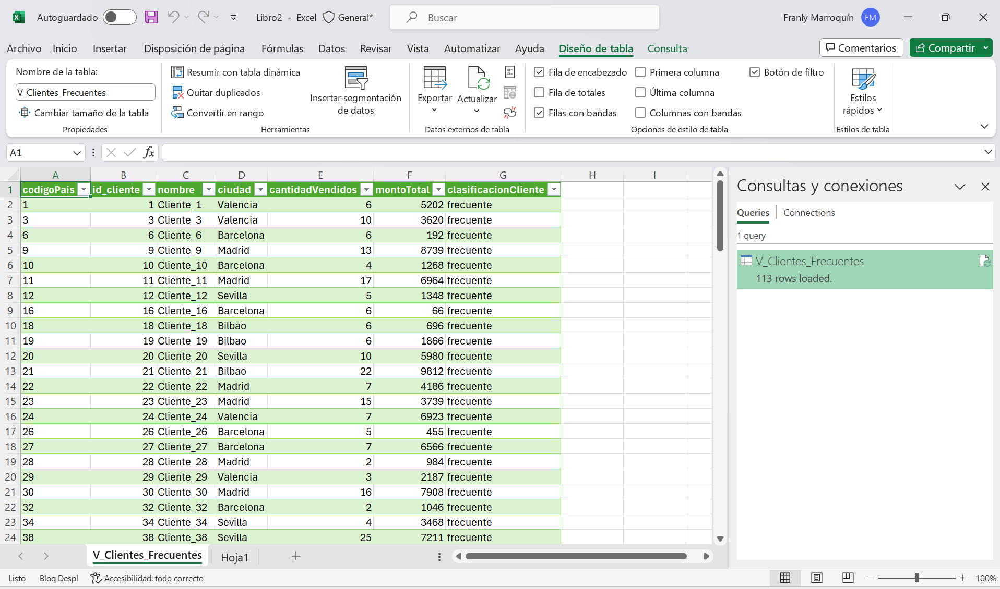 Autoguardado Libro2 - Excel General* Buscar Franly Marroquín FM
Archivo Inicio Insertar Disposición de página Fórmulas Datos Revisar Vista Automatizar Ayuda Diseño de tabla Consulta Comentarios Compartir
Nombre de la tabla:
V_Clientes_Frecuentes
Cambiar tamaño de la tabla
Propiedades
Resumir con tabla dinámica
Quitar duplicados
Convertir en rango
Insertar segmentación
de datos
Herramientas
Exportar
Actualizar
Datos externos de tabla
Fila de encabezado Primera columna Botón de filtro
Fila de totales Última columna
Filas con bandas Columnas con bandas
Opciones de estilo de tabla
Estilos
rápidos
Estilos de tabla
A1 fx
A B C D E F G H I
1 codigoPais id_cliente nombre ciudad cantidadVendidos montoTotal clasificacionCliente
2 1 1 Cliente_1 Valencia 6 5202 frecuente
3 3 3 Cliente_3 Valencia 10 3620 frecuente
4 6 6 Cliente_6 Barcelona 6 192 frecuente
5 9 9 Cliente_9 Madrid 13 8739 frecuente
6 10 10 Cliente_10 Barcelona 4 1268 frecuente
7 11 11 Cliente_11 Madrid 17 6964 frecuente
8 12 12 Cliente_12 Sevilla 5 1348 frecuente
9 16 16 Cliente_16 Barcelona 6 66 frecuente
10 18 18 Cliente_18 Bilbao 6 696 frecuente
11 19 19 Cliente_19 Bilbao 6 1866 frecuente
12 20 20 Cliente_20 Sevilla 10 5980 frecuente
13 21 21 Cliente_21 Bilbao 22 9812 frecuente
14 22 22 Cliente_22 Madrid 7 4186 frecuente
15 23 23 Cliente_23 Madrid 15 3739 frecuente
16 24 24 Cliente_24 Valencia 7 6923 frecuente
17 26 26 Cliente_26 Barcelona 5 455 frecuente
18 27 27 Cliente_27 Barcelona 7 6566 frecuente
19 28 28 Cliente_28 Madrid 2 984 frecuente
20 29 29 Cliente_29 Valencia 3 2187 frecuente
21 30 30 Cliente_30 Madrid 16 7908 frecuente
22 32 32 Cliente_32 Barcelona 2 1046 frecuente
23 34 34 Cliente_34 Sevilla 4 3468 frecuente
24 38 38 Cliente_38 Sevilla 25 7211 frecuente
Consultas y conexiones
Queries Connections
1 query
V_Clientes_Frecuentes
113 rows loaded.
V_Clientes_Frecuentes Hoja1
Listo Bloq Despl Accesibilidad: todo correcto 100%